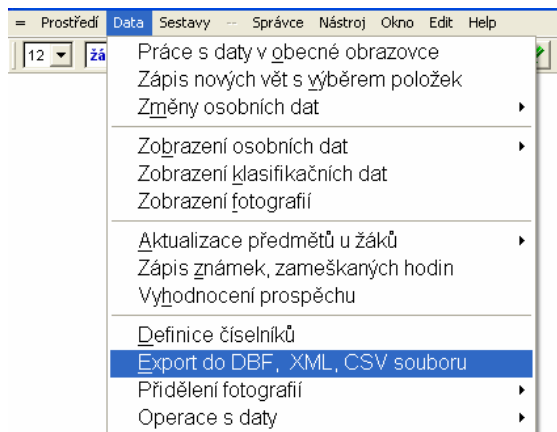 = Prostředí Data Sestavy -- Správce Nástroj Okno Edit Help
12 žá
Práce s daty v obecné obrazovce
Zápis nových vět s výběrem položek
Změny osobních dat
Zobrazení osobních dat
Zobrazení klasifikačních dat
Zobrazení fotografií
Aktualizace předmětů u žáků
Zápis známek, zameškaných hodin
Vyhodnocení prospěchu
Definice číselníků
Export do DBF, XML, CSV souboru
Přidělení fotografií
Operace s daty